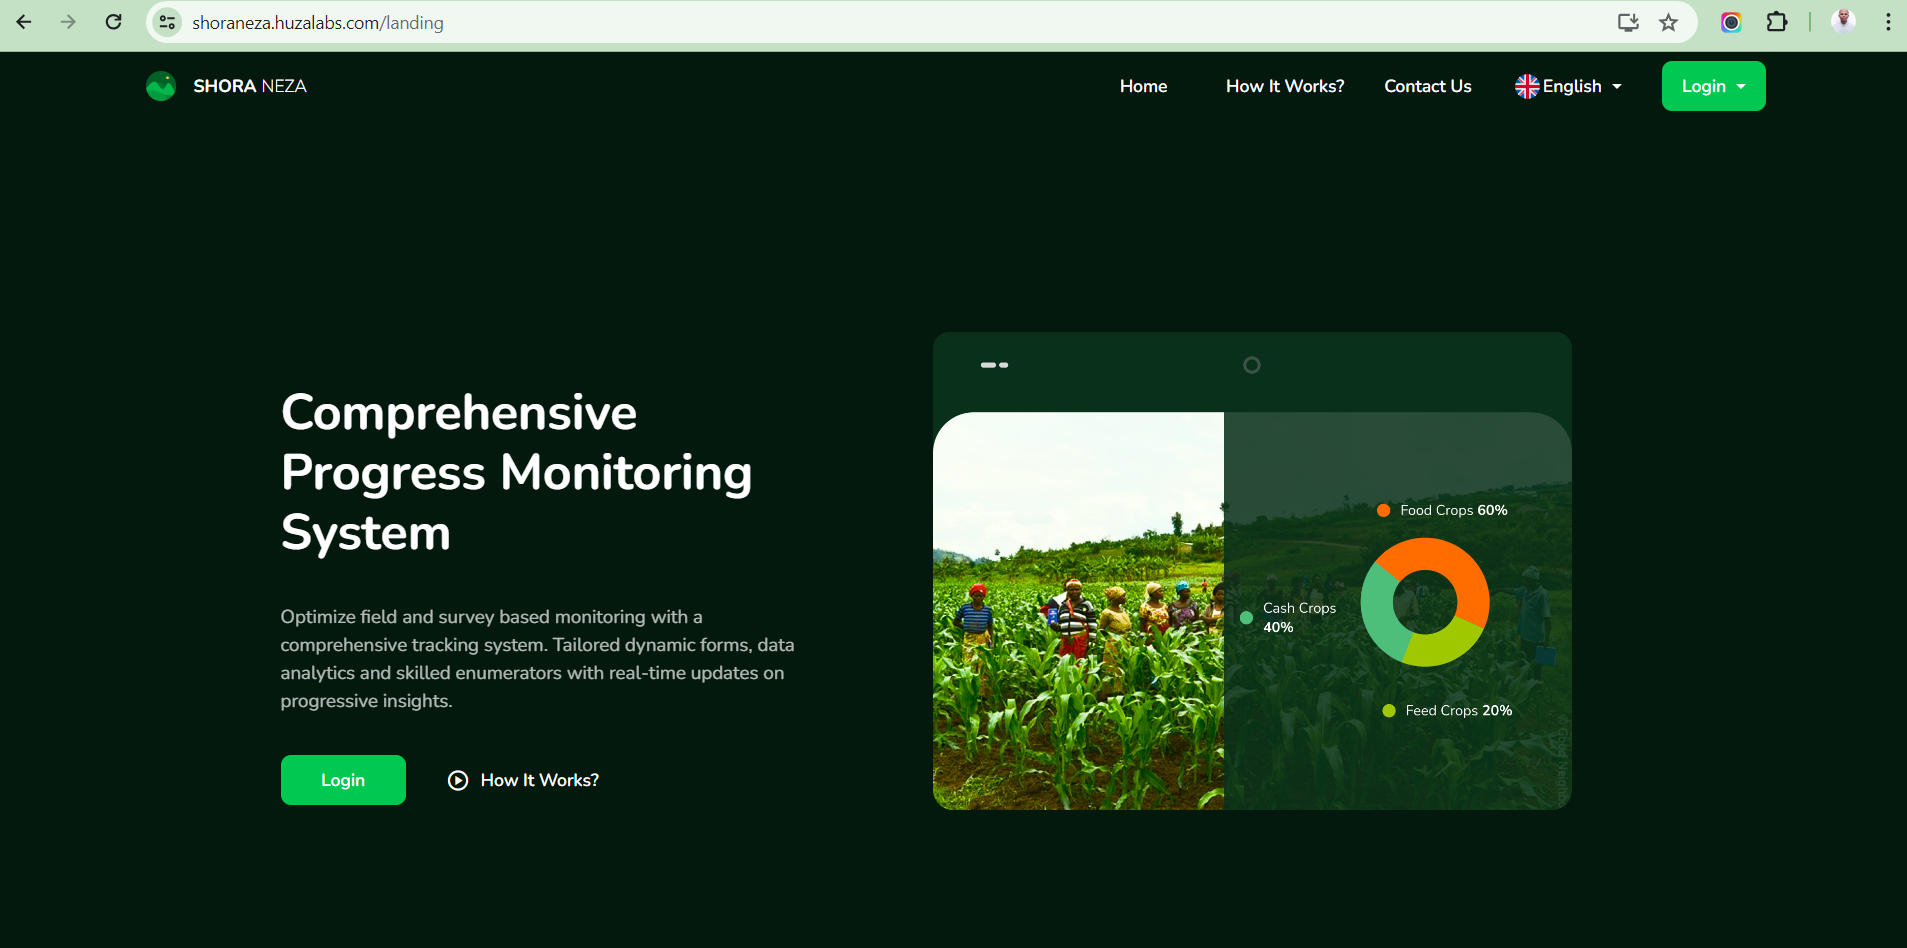 shoraneza.huzalabs.com/landing
SHORA NEZA
Home
How It Works?
Contact Us
English
Login
Comprehensive
Progress Monitoring
System
Optimize field and survey based monitoring with a
comprehensive tracking system. Tailored dynamic forms, data
analytics and skilled enumerators with real-time updates on
progressive insights.
Login
How It Works?
Food Crops 60%
Cash Crops
40%
Feed Crops 20%